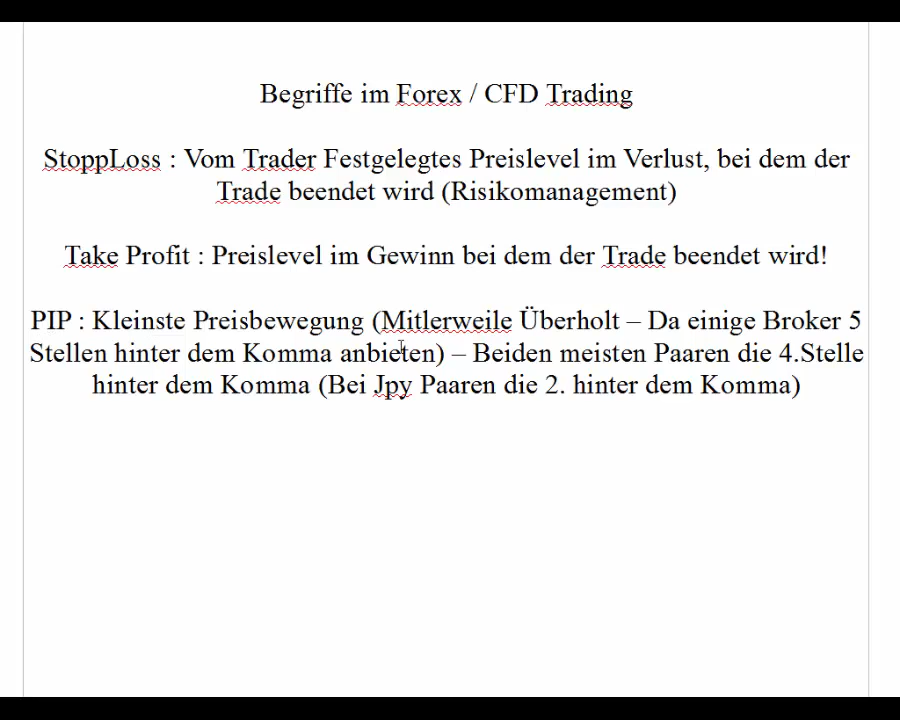 Begriffe im Forex / CFD Trading
StoppLoss : Vom Trader Festgelegtes Preislevel im Verlust, bei dem der
Trade beendet wird (Risikomanagement)
Take Profit : Preislevel im Gewinn bei dem der Trade beendet wird!
PIP : Kleinste Preisbewegung (Mitlerweile Überholt – Da einige Broker 5
Stellen hinter dem Komma anbieten) – Beiden meisten Paaren die 4.Stelle
hinter dem Komma (Bei Jpy Paaren die 2. hinter dem Komma)